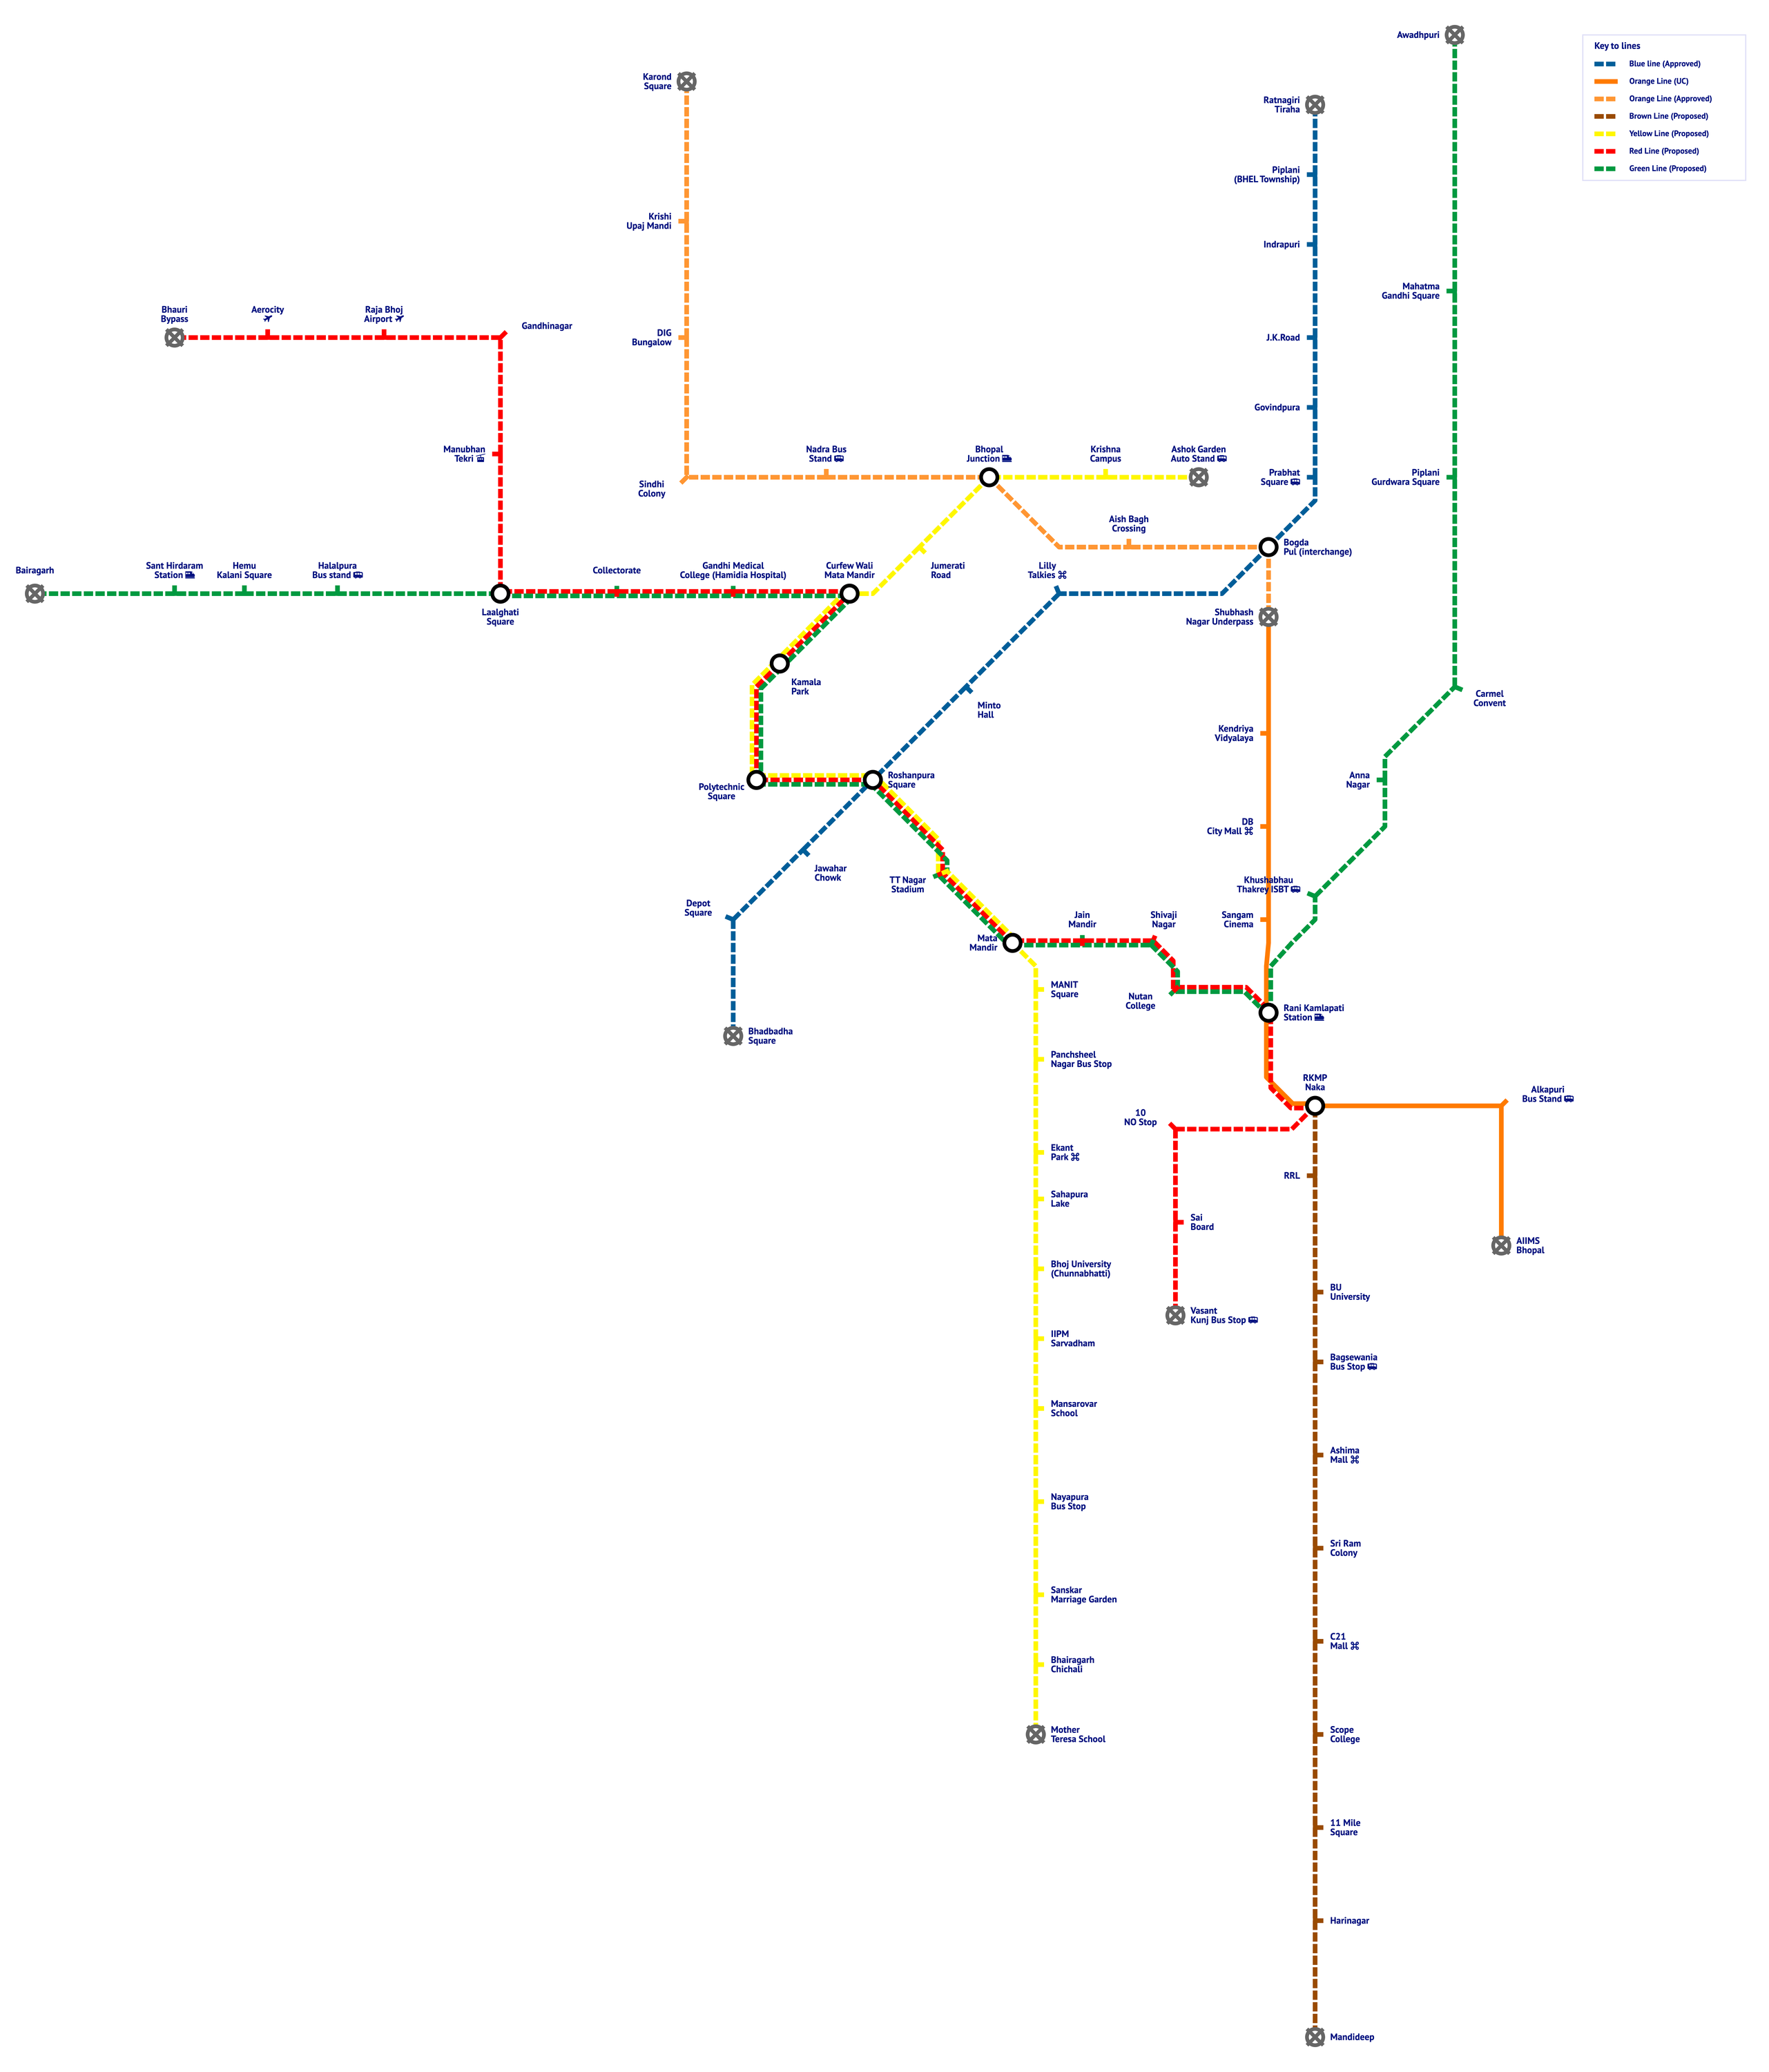 Awadhpuri
Key to lines
Blue line (Approved)
Orange Line (UC)
Orange Line (Approved)
Brown Line (Proposed)
Yellow Line (Proposed)
Red Line (Proposed)
Green Line (Proposed)
Karond
Square
Ratnagiri
Tiraha
Piplani
(BHEL Township)
Krishi
Upaj Mandi
Indrapuri
Mahatma
Gandhi Square
Bhauri
Bypass
Aerocity
Raja Bhoj
Airport
Gandhinagar
DIG
Bungalow
J.K.Road
Govindpura
Manubhan
Tekri
Sindhi
Colony
Nadra Bus
Stand
Bhopal
Junction
Krishna
Campus
Ashok Garden
Auto Stand
Prabhat
Square
Piplani
Gurdwara Square
Aish Bagh
Crossing
Bogda
Pul (interchange)
Bairagarh
Sant Hirdaram
Station
Hemu
Kalani Square
Halalpura
Bus stand
Laalghati
Square
Collectorate
Gandhi Medical
College (Hamidia Hospital)
Curfew Wali
Mata Mandir
Jumerati
Road
Lilly
Talkies
Shubhash
Nagar Underpass
Kamala
Park
Minto
Hall
Carmel
Convent
Kendriya
Vidyalaya
Polytechnic
Square
Roshanpura
Square
Anna
Nagar
DB
City Mall
Jawahar
Chowk
TT Nagar
Stadium
Khushabhau
Thakrey ISBT
Depot
Square
Jain
Mandir
Shivaji
Nagar
Sangam
Cinema
Mata
Mandir
MANIT
Square
Nutan
College
Rani Kamlapati
Station
Bhadbadha
Square
Panchsheel
Nagar Bus Stop
RKMP
Naka
Alkapuri
Bus Stand
10
NO Stop
Ekant
Park
RRL
Sahapura
Lake
Sai
Board
AIIMS
Bhopal
Bhoj University
(Chunnabhatti)
BU
University
Vasant
Kunj Bus Stop
IIPM
Sarvadham
Bagsewania
Bus Stop
Mansarovar
School
Ashima
Mall
Nayapura
Bus Stop
Sri Ram
Colony
Sanskar
Marriage Garden
C21
Mall
Bhairagarh
Chichali
Mother
Teresa School
Scope
College
11 Mile
Square
Harinagar
Mandideep